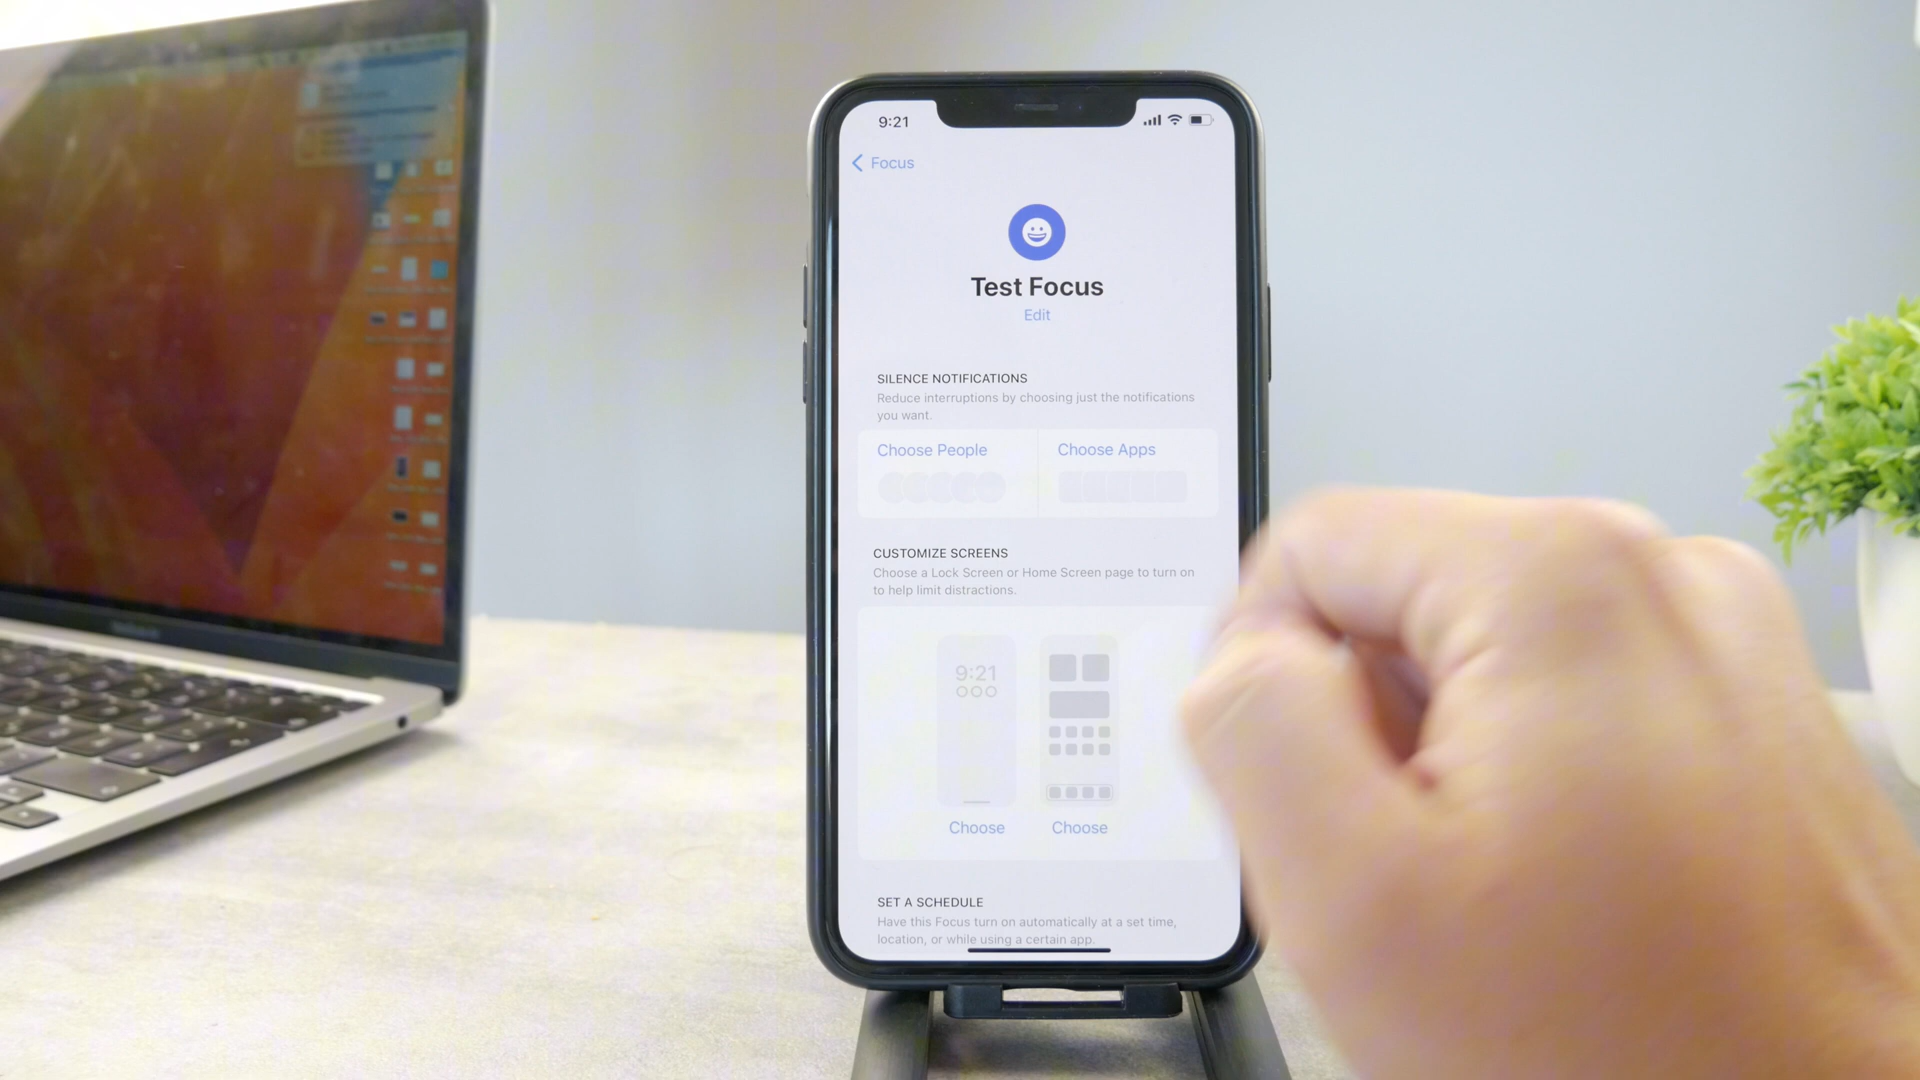 9:21
Focus
Test Focus
Edit
SILENCE NOTIFICATIONS
Reduce interruptions by choosing just the notifications
you want.
Choose People
Choose Apps
CUSTOMIZE SCREENS
Choose a Lock Screen or Home Screen page to turn on
to help limit distractions.
9:21
Choose
Choose
SET A SCHEDULE
Have this Focus turn on automatically at a set time,
location, or while using a certain app.